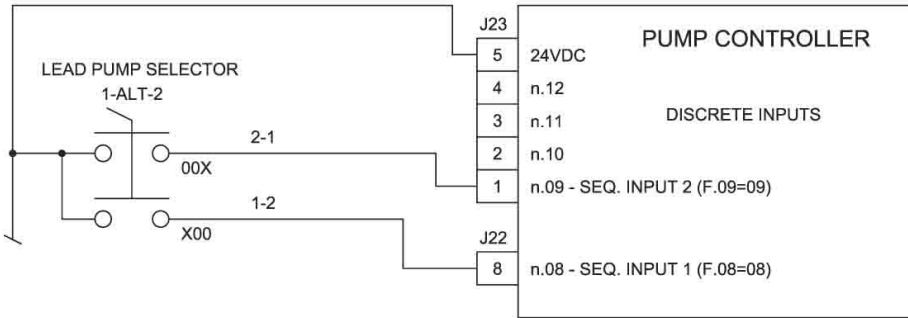 J23
PUMP CONTROLLER
5 24VDC
LEAD PUMP SELECTOR
1-ALT-2
4 n.12
3 n.11
DISCRETE INPUTS
2 n.10
2-1
00X
1 n.09 - SEQ. INPUT 2 (F.09=09)
1-2
X00
J22
8 n.08 - SEQ. INPUT 1 (F.08=08)